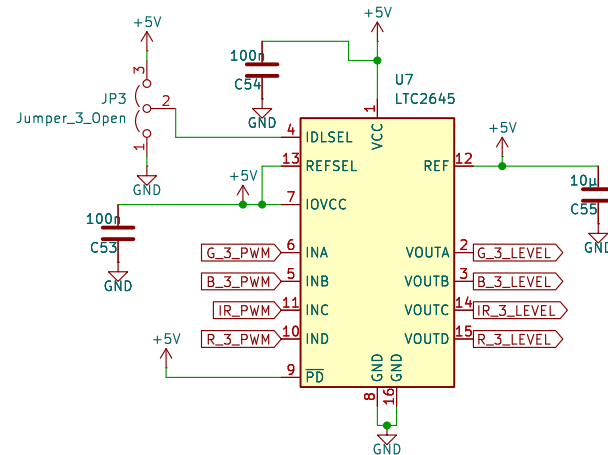 +5V
+5V
100n
C54
GND
3
JP3
2
Jumper_3_Open
1
GND
U7
LTC2645
1
VCC
4
IDLSEL
13
REFSEL
REF
12
+5V
+5V
7
IOVCC
10µ
C55
GND
100n
C53
GND
G_3_PWM
6
INA
VOUTA
2
G_3_LEVEL
B_3_PWM
5
INB
VOUTB
3
B_3_LEVEL
IR_PWM
11
INC
VOUTC
14
IR_3_LEVEL
R_3_PWM
10
IND
VOUTD
15
R_3_LEVEL
+5V
9
PD
GND
GND
8
16
GND